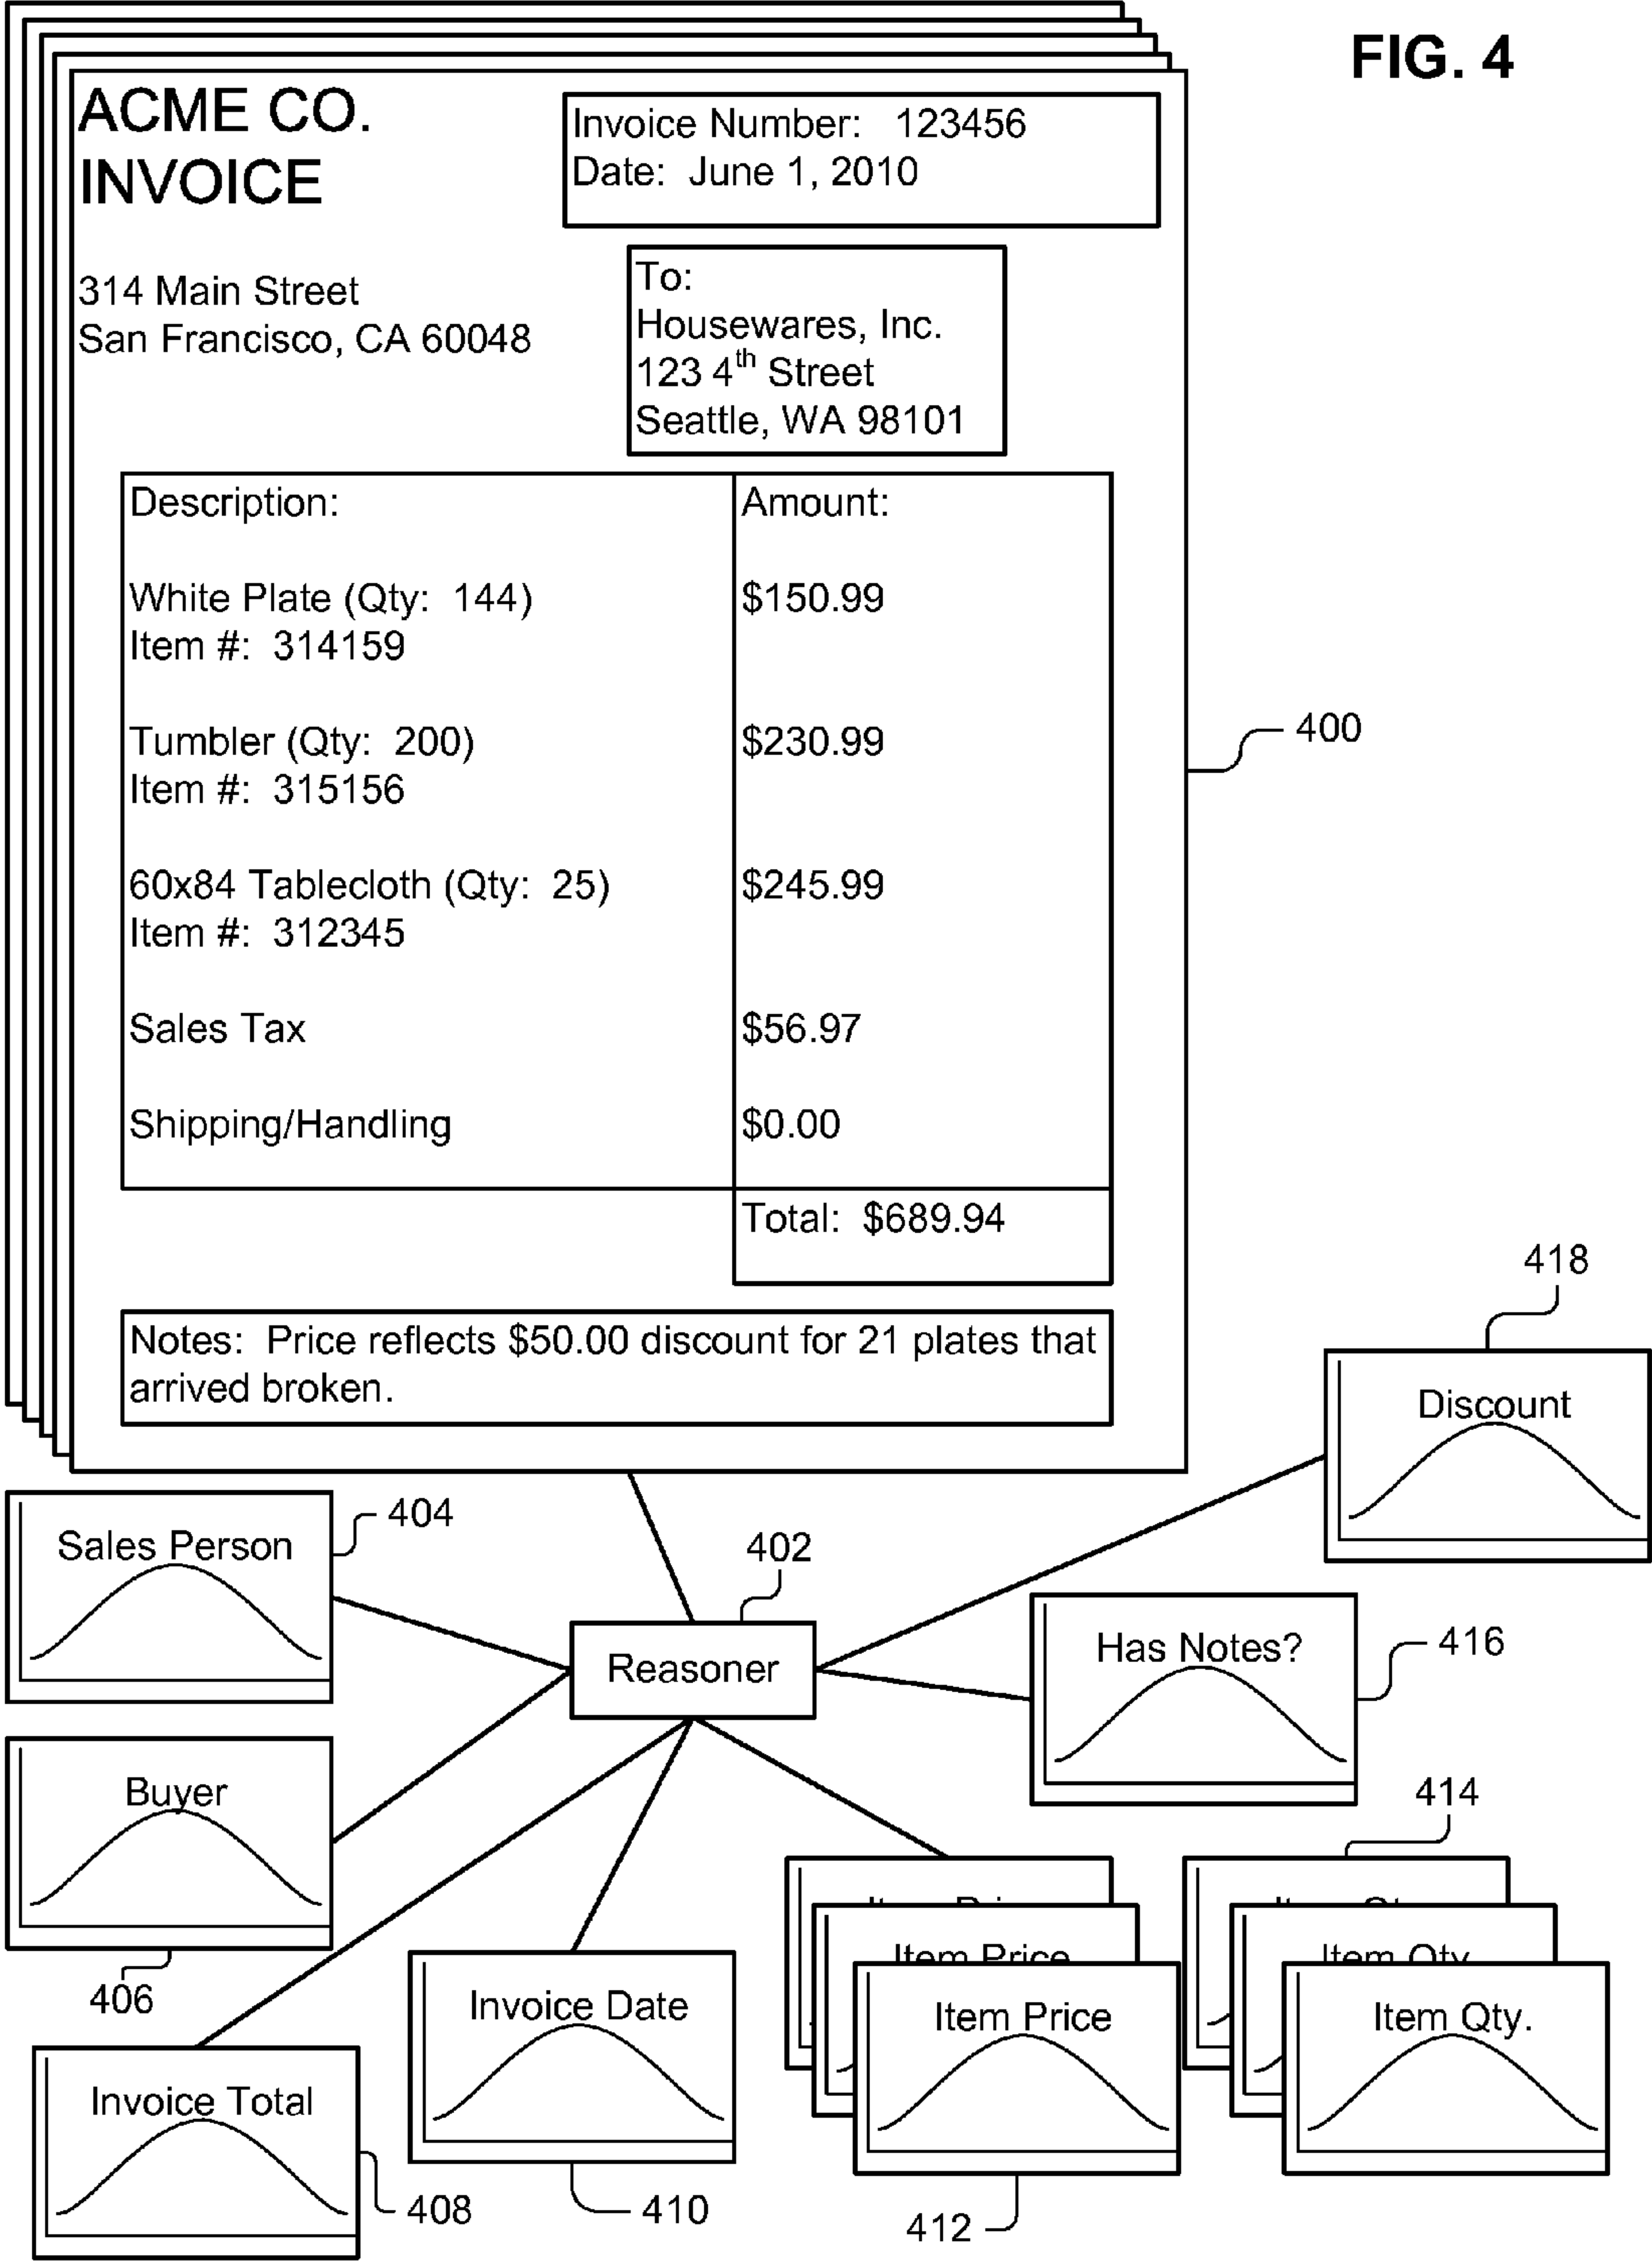 FIG. 4
ACME CO.
INVOICE
Invoice Number: 123456
Date: June 1, 2010
314 Main Street
San Francisco, CA 60048
To:
Housewares, Inc.
123 4th Street
Seattle, WA 98101
Description:
Amount:
White Plate (Qty: 144)
$150.99
Item #: 314159
Tumbler (Qty: 200)
$230.99
Item #: 315156
400
60x84 Tablecloth (Qty: 25)
$245.99
Item #: 312345
Sales Tax
$56.97
Shipping/Handling
$0.00
Total: $689.94
Notes: Price reflects $50.00 discount for 21 plates that
arrived broken.
418
Discount
404
Sales Person
402
Reasoner
Has Notes?
416
Buyer
406
414
Item Price
Item Qty
Invoice Date
Item Price
Item Qty.
Invoice Total
408
410
412